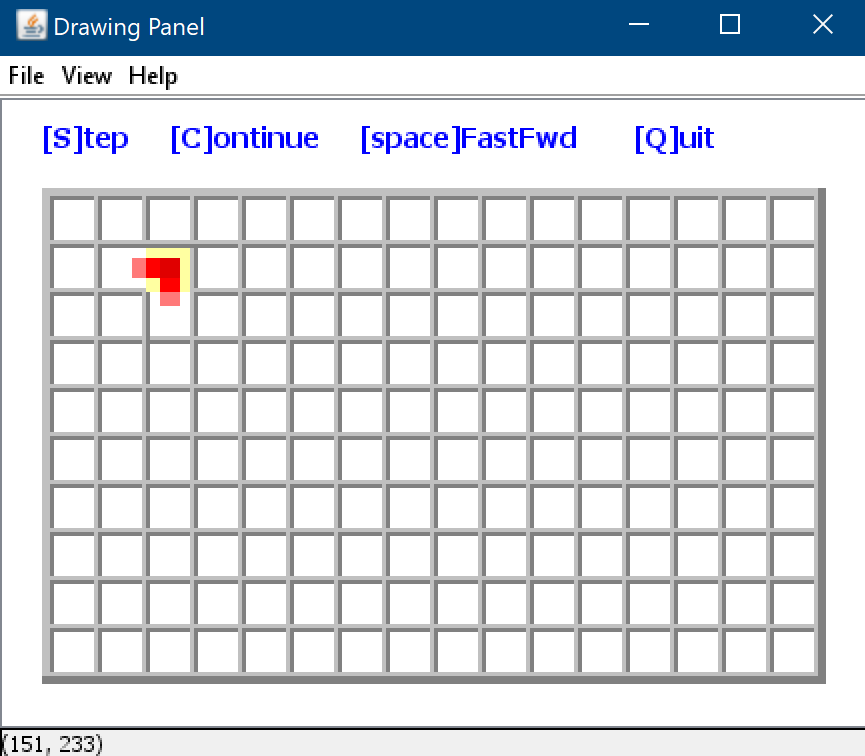 Drawing Panel
File View Help
[S]tep [C]ontinue [space]FastFwd [Q]uit
(151, 233)